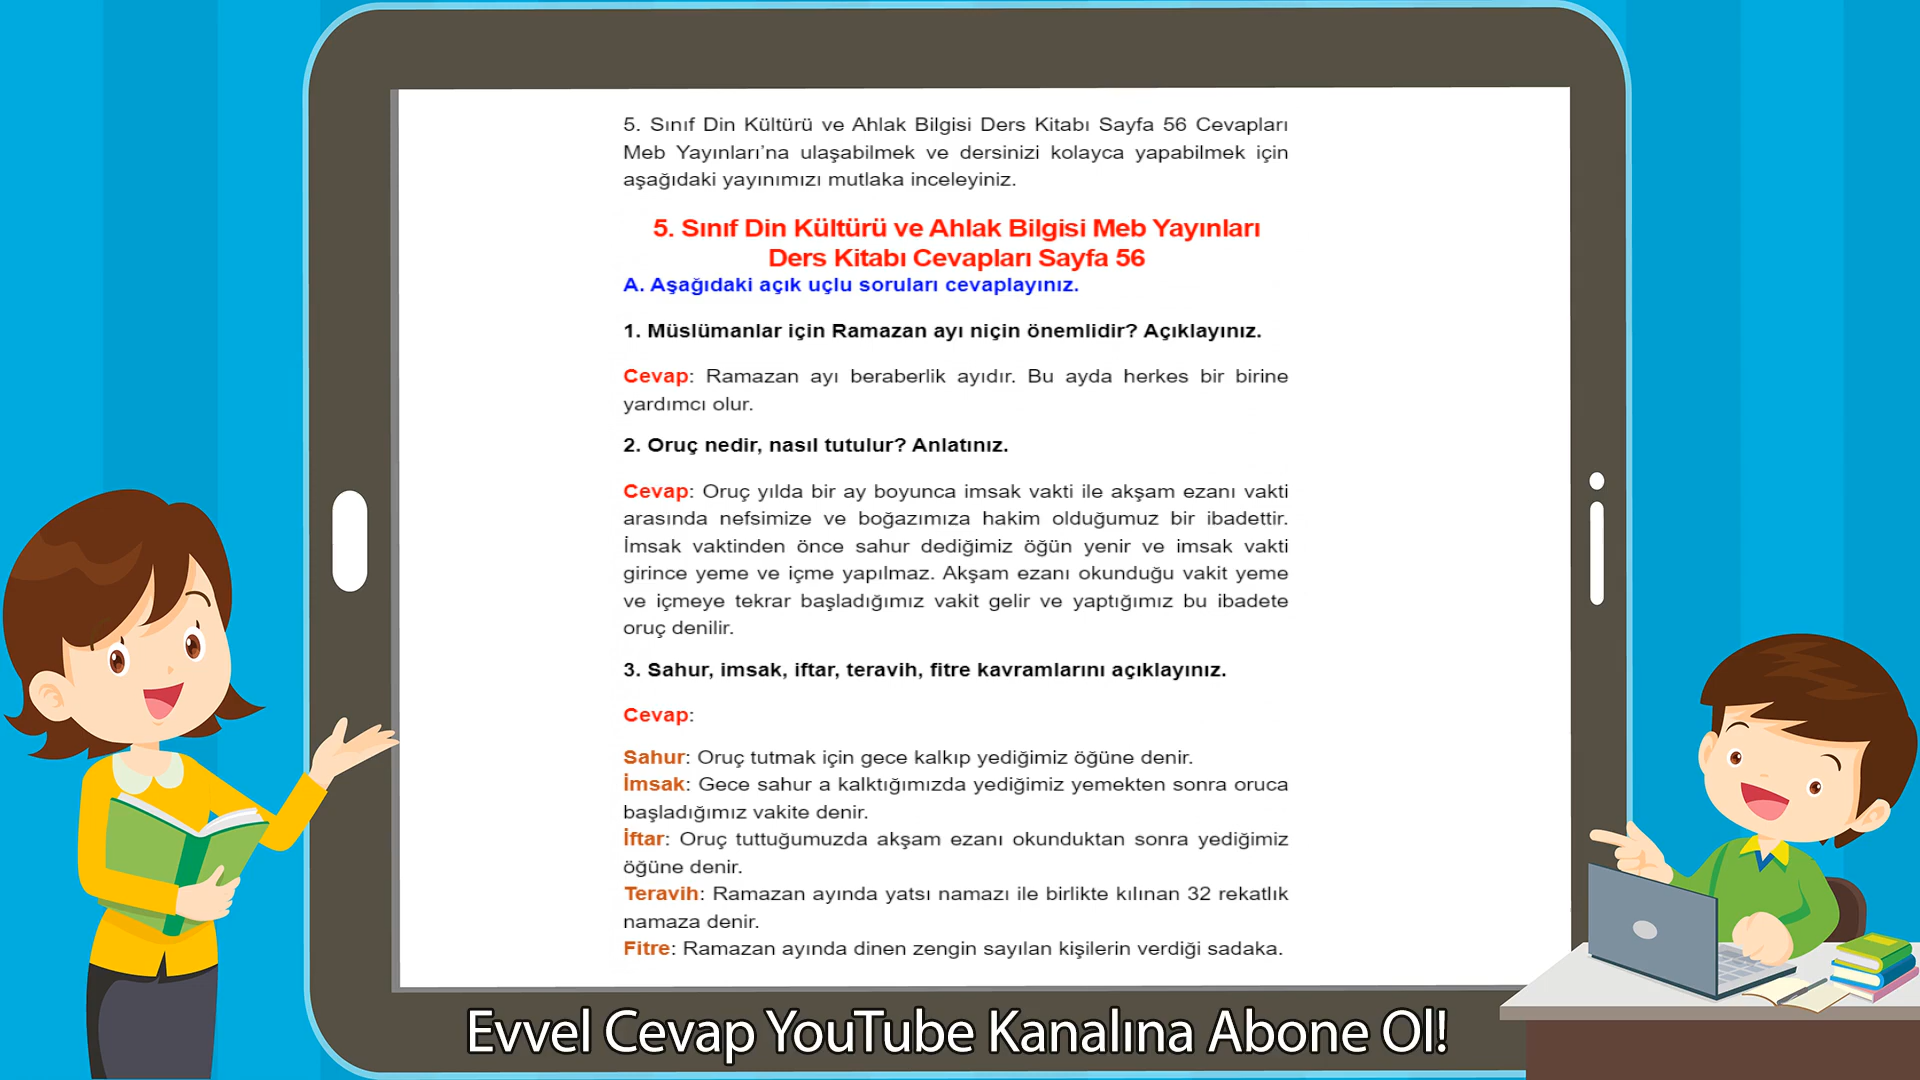 5. Sınıf Din Kültürü ve Ahlak Bilgisi Ders Kitabı Sayfa 56 Cevapları
Meb Yayınları’na ulaşabilmek ve dersinizi kolayca yapabilmek için
aşağıdaki yayınımızı mutlaka inceleyiniz.
5. Sınıf Din Kültürü ve Ahlak Bilgisi Meb Yayınları
Ders Kitabı Cevapları Sayfa 56
A. Aşağıdaki açık uçlu soruları cevaplayınız.
1. Müslümanlar için Ramazan ayı niçin önemlidir? Açıklayınız.
Cevap: Ramazan ayı beraberlik ayıdır. Bu ayda herkes bir birine
yardımcı olur.
2. Oruç nedir, nasıl tutulur? Anlatınız.
Cevap: Oruç yılda bir ay boyunca imsak vakti ile akşam ezanı vakti
arasında nefsimize ve boğazımıza hakim olduğumuz bir ibadettir.
İmsak vaktinden önce sahur dediğimiz öğün yenir ve imsak vakti
girince yeme ve içme yapılmaz. Akşam ezanı okunduğu vakit yeme
ve içmeye tekrar başladığımız vakit gelir ve yaptığımız bu ibadete
oruç denilir.
3. Sahur, imsak, iftar, teravih, fitre kavramlarını açıklayınız.
Cevap:
Sahur: Oruç tutmak için gece kalkıp yediğimiz öğüne denir.
İmsak: Gece sahur a kalktığımızda yediğimiz yemekten sonra oruca
başladığımız vakite denir.
İftar: Oruç tuttuğumuzda akşam ezanı okunduktan sonra yediğimiz
öğüne denir.
Teravih: Ramazan ayında yatsı namazı ile birlikte kılınan 32 rekatlık
namaza denir.
Fitre: Ramazan ayında dinen zengin sayılan kişilerin verdiği sadaka.
Evvel Cevap YouTube Kanalına Abone Ol!